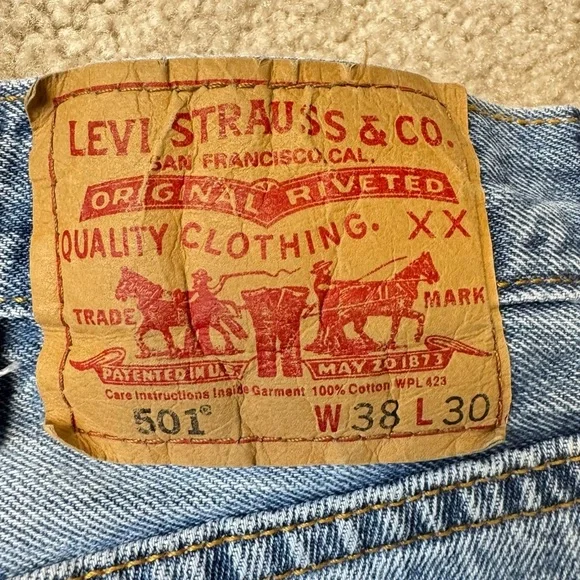 LEVI STRAUSS & CO.
SAN FRANCISCO, CAL.
ORIGINAL RIVETED
QUALITY CLOTHING. XX
TRADE MARK
PATENTED IN U.S. MAY 20 1873
Care Instructions Inside Garment 100% Cotton WPL 423
501® W 38 L 30